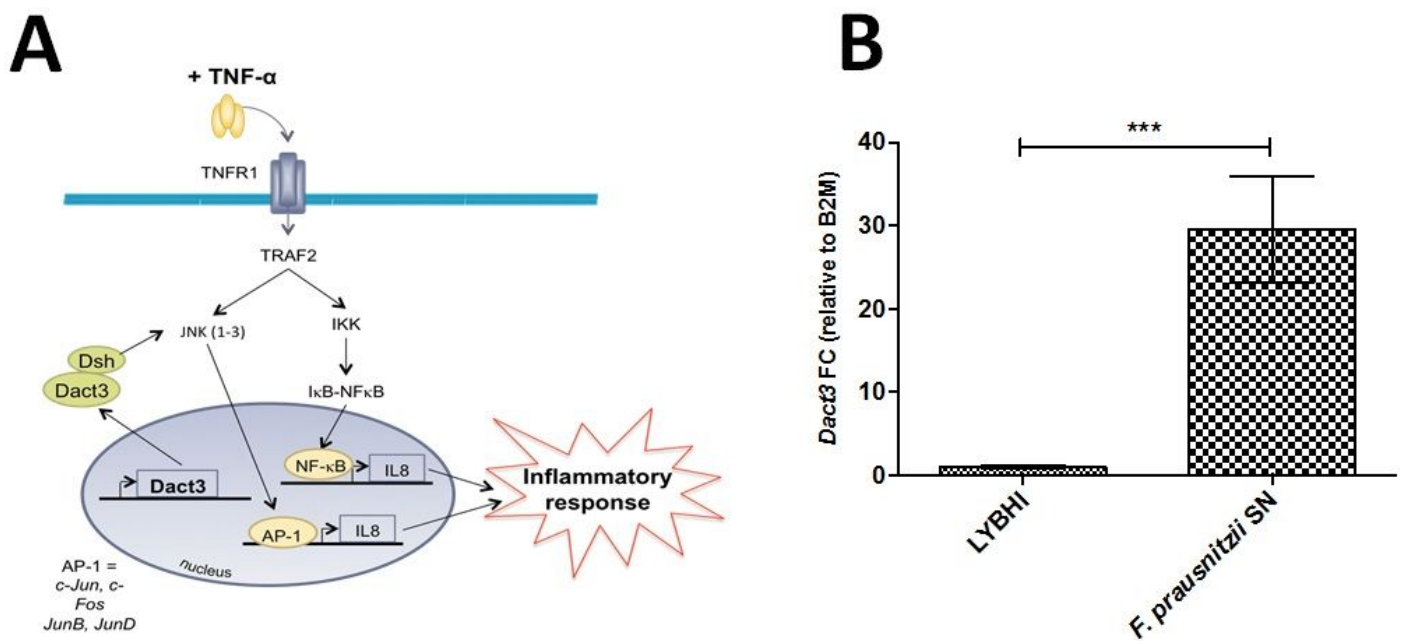 A
+ TNF-α
TNFR1
TRAF2
JNK (1-3)
IKK
Dsh
Dact3
IκB-NFκB
NF-κB
IL8
Dact3
AP-1
IL8
nucleus
Inflammatory
response
AP-1 =
c-Jun, c-
Fos
JunB, JunD
B
***
Dact3 FC (relative to B2M)
40
30
20
10
0
LYBHI
F. prausnitzii SN